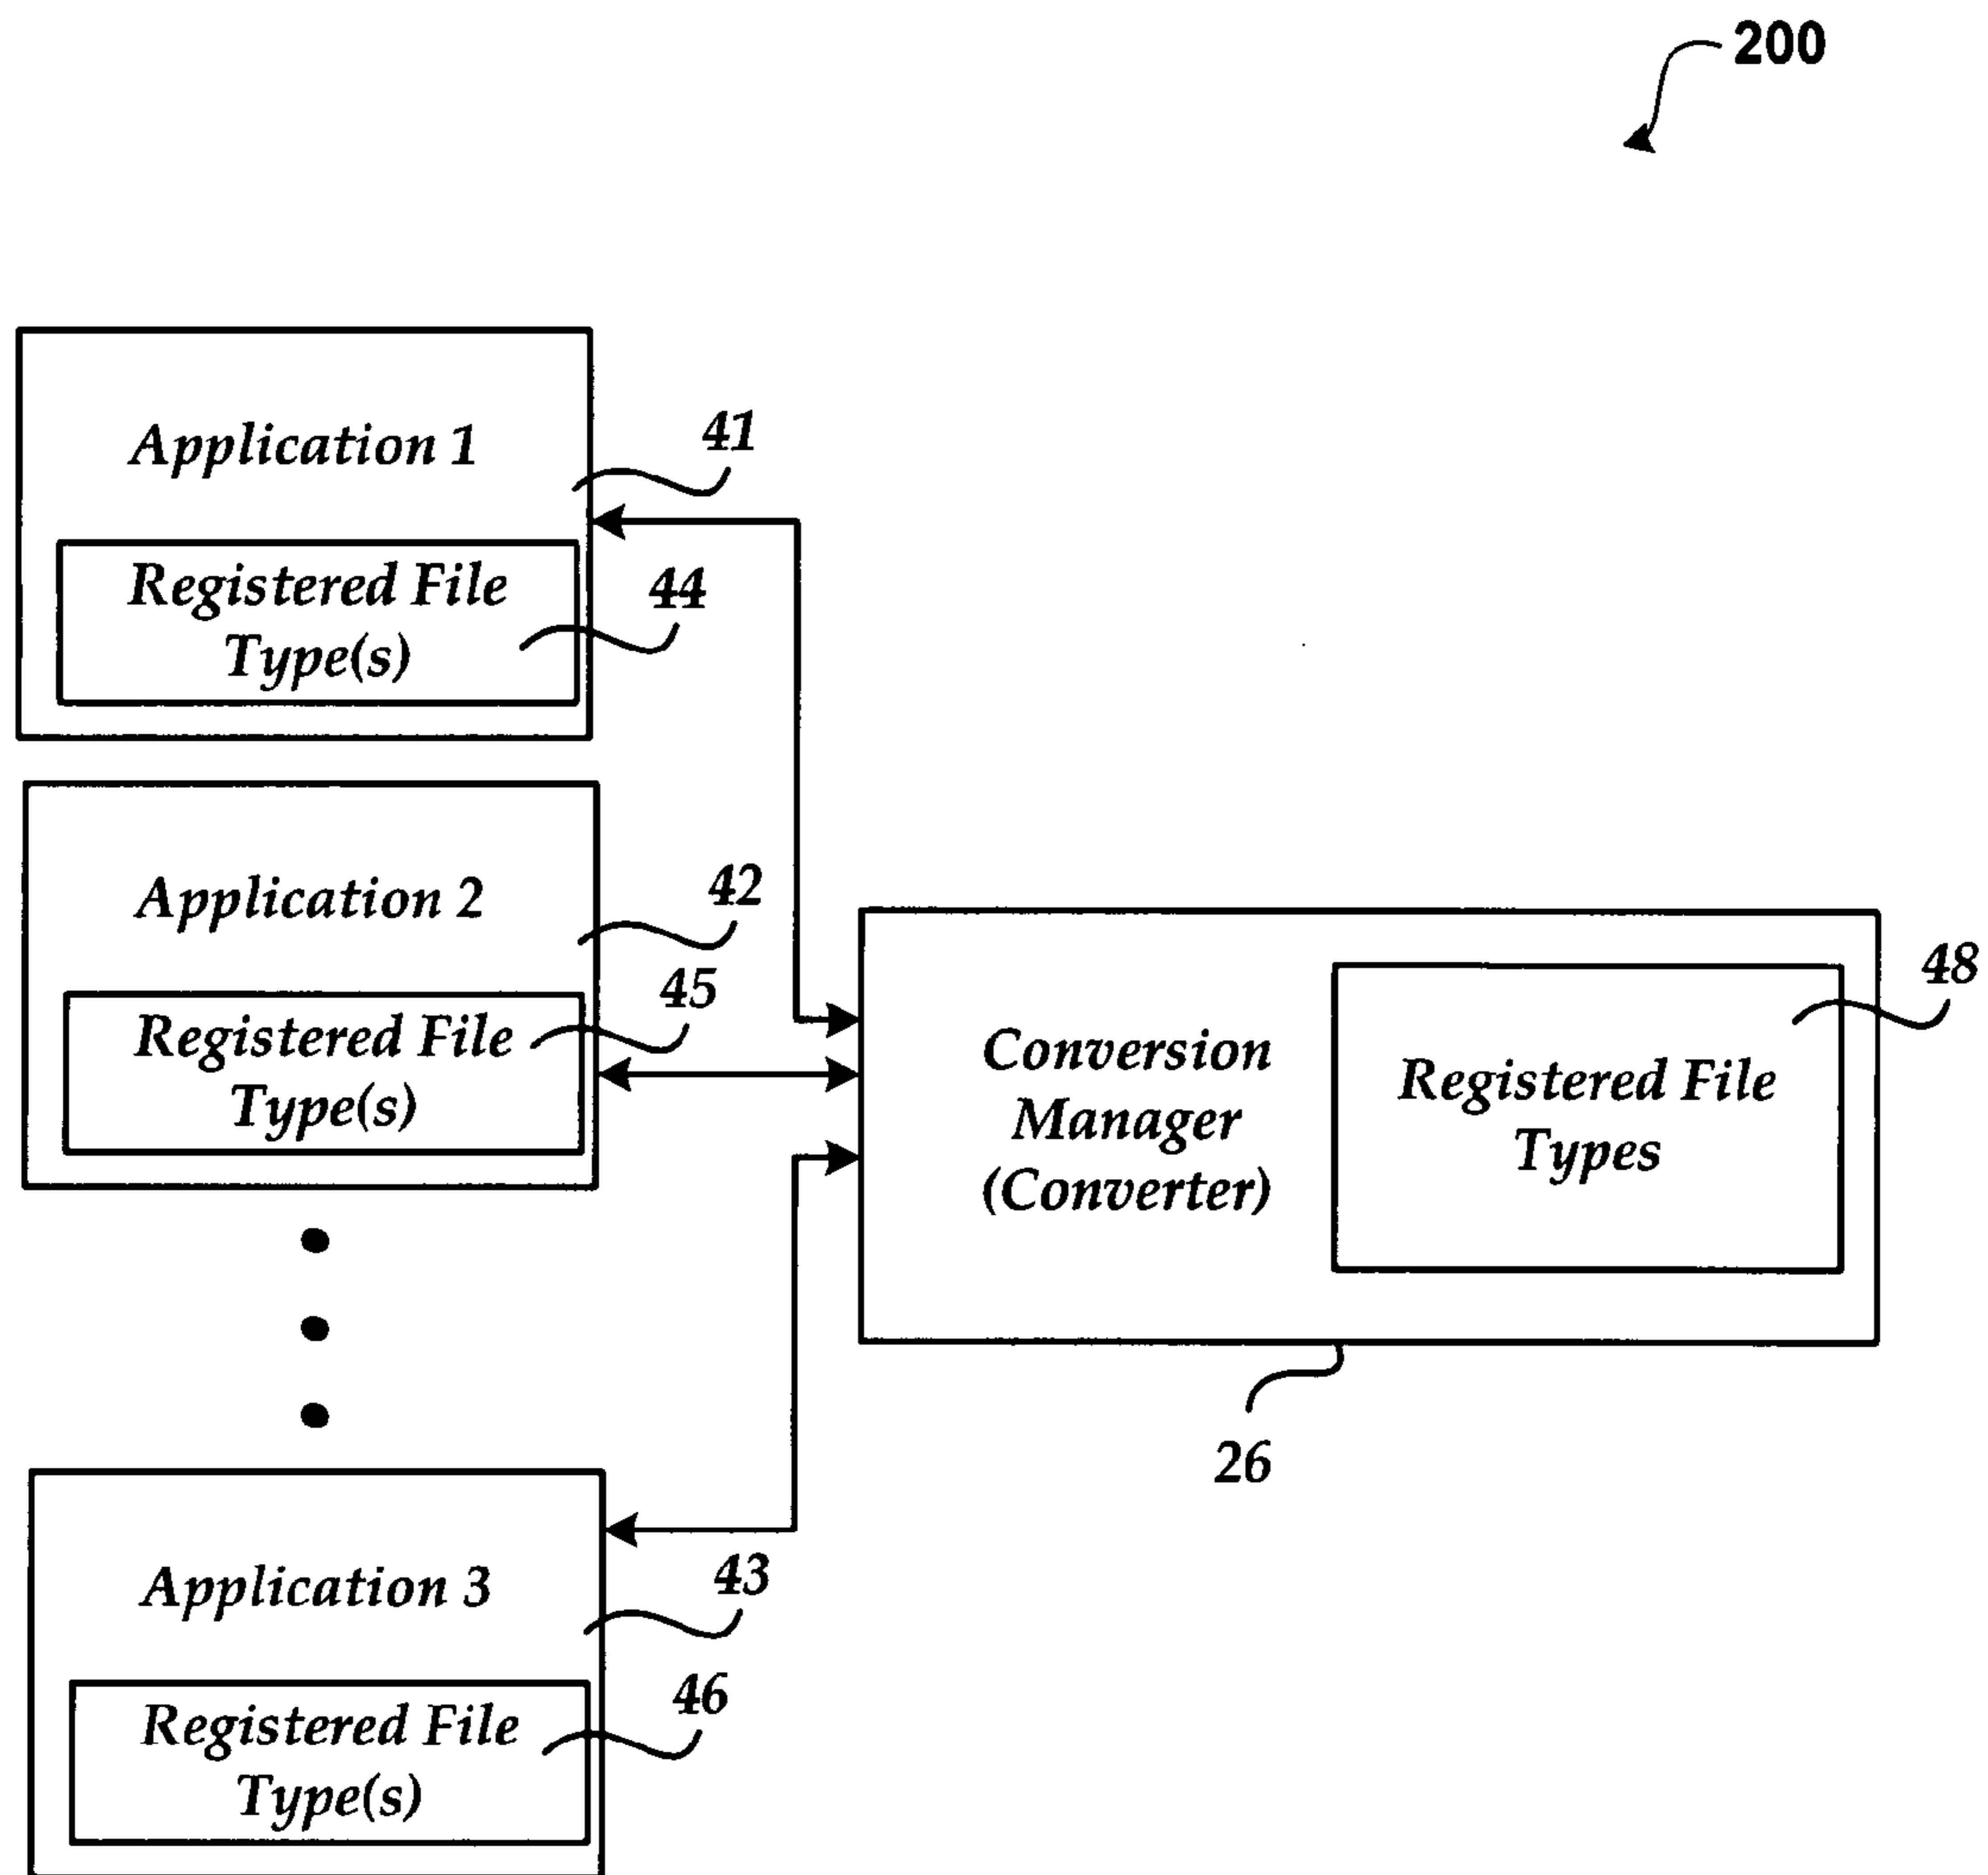 200
Application 1
41
Registered File
Type(s)
44
Application 2
42
Registered File
Type(s)
45
Conversion
Manager
(Converter)
Registered File
Types
48
26
Application 3
43
Registered File
Type(s)
46